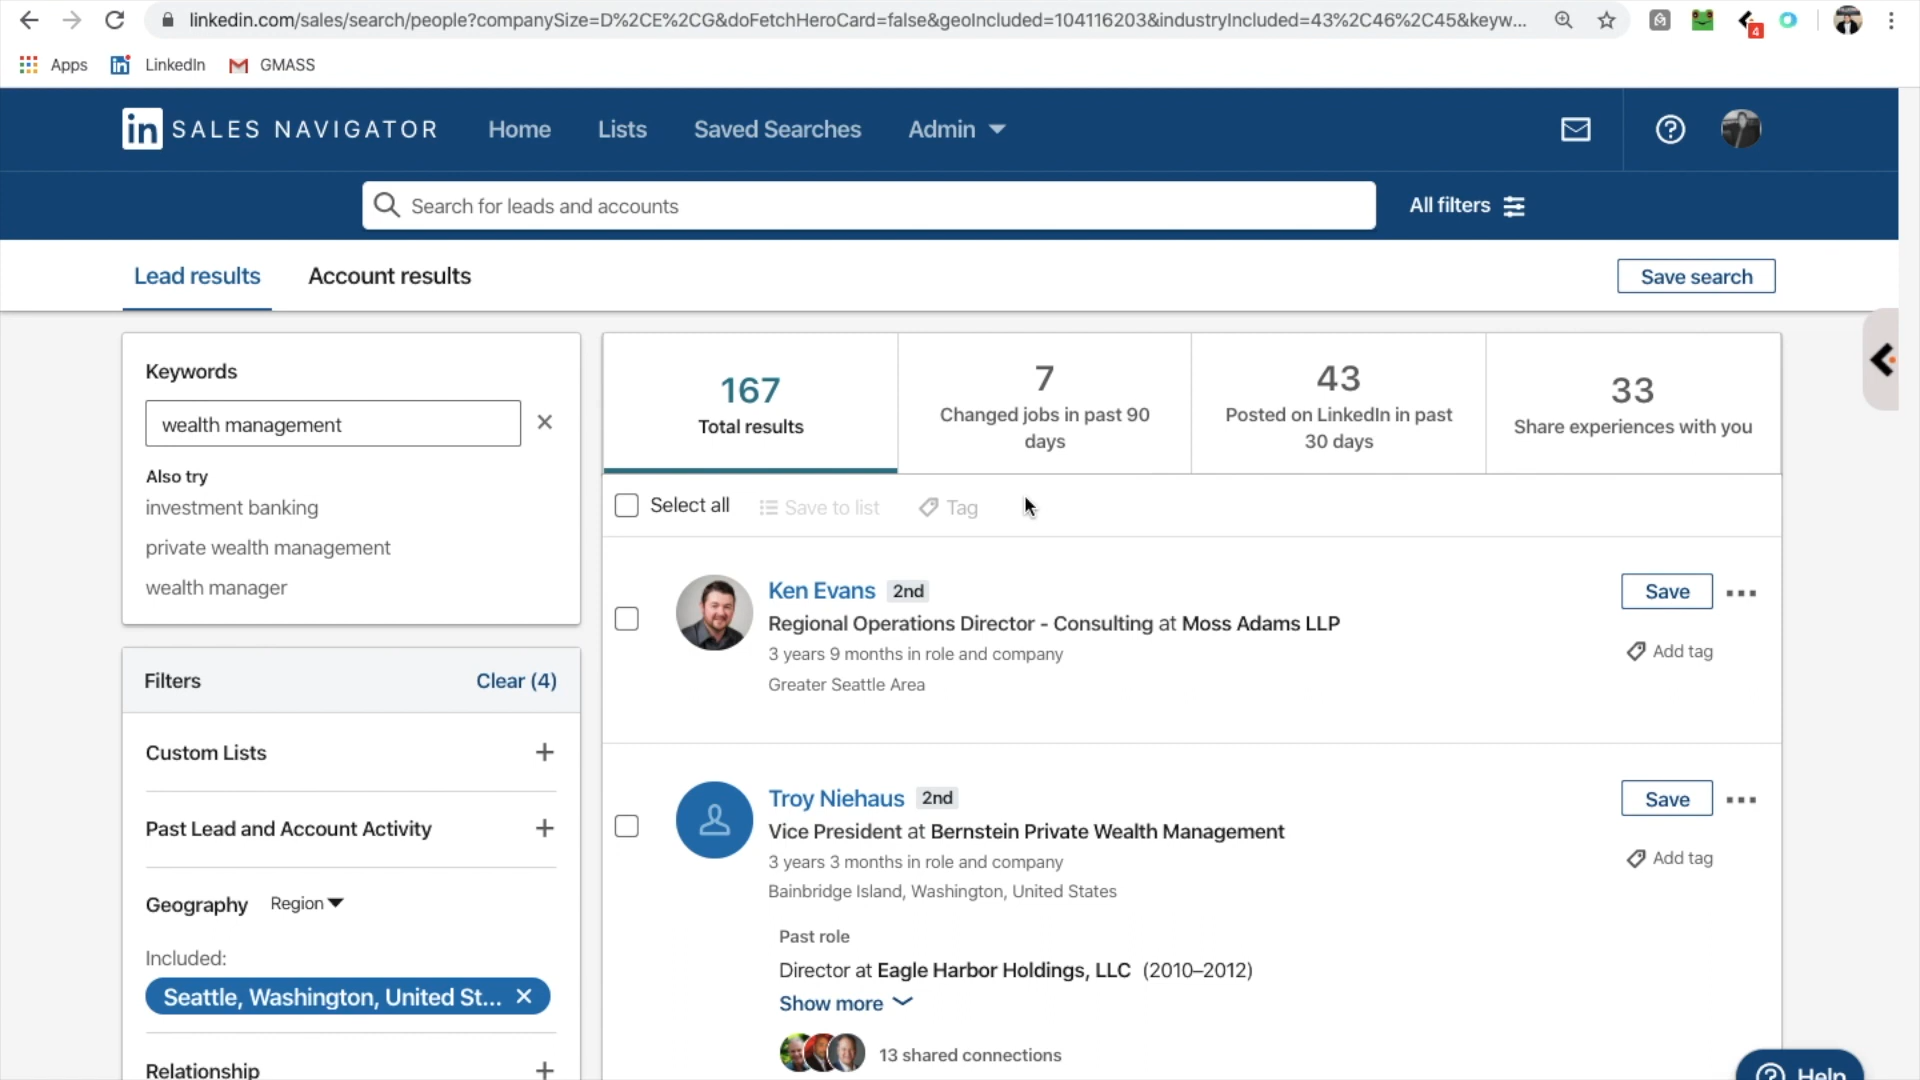 linkedin.com/sales/search/people?companySize=D%2CE%2CG&doFetchHeroCard=false&geoIncluded=104116203&industryIncluded=43%2C46%2C45&keyw...
4
Apps
LinkedIn
GMASS
in SALES NAVIGATOR
Home
Lists
Saved Searches
Admin
Search for leads and accounts
All filters
Lead results
Account results
Save search
Keywords
wealth management
Also try
investment banking
private wealth management
wealth manager
Filters
Clear (4)
Custom Lists
Past Lead and Account Activity
Geography
Region
Included:
Seattle, Washington, United St...
Relationship
167
Total results
7
Changed jobs in past 90
days
43
Posted on LinkedIn in past
30 days
33
Share experiences with you
Select all
Save to list
Tag
Ken Evans 2nd
Regional Operations Director - Consulting at Moss Adams LLP
3 years 9 months in role and company
Greater Seattle Area
Save
Add tag
Troy Niehaus 2nd
Vice President at Bernstein Private Wealth Management
3 years 3 months in role and company
Bainbridge Island, Washington, United States
Save
Add tag
Past role
Director at Eagle Harbor Holdings, LLC (2010–2012)
Show more
13 shared connections
Help